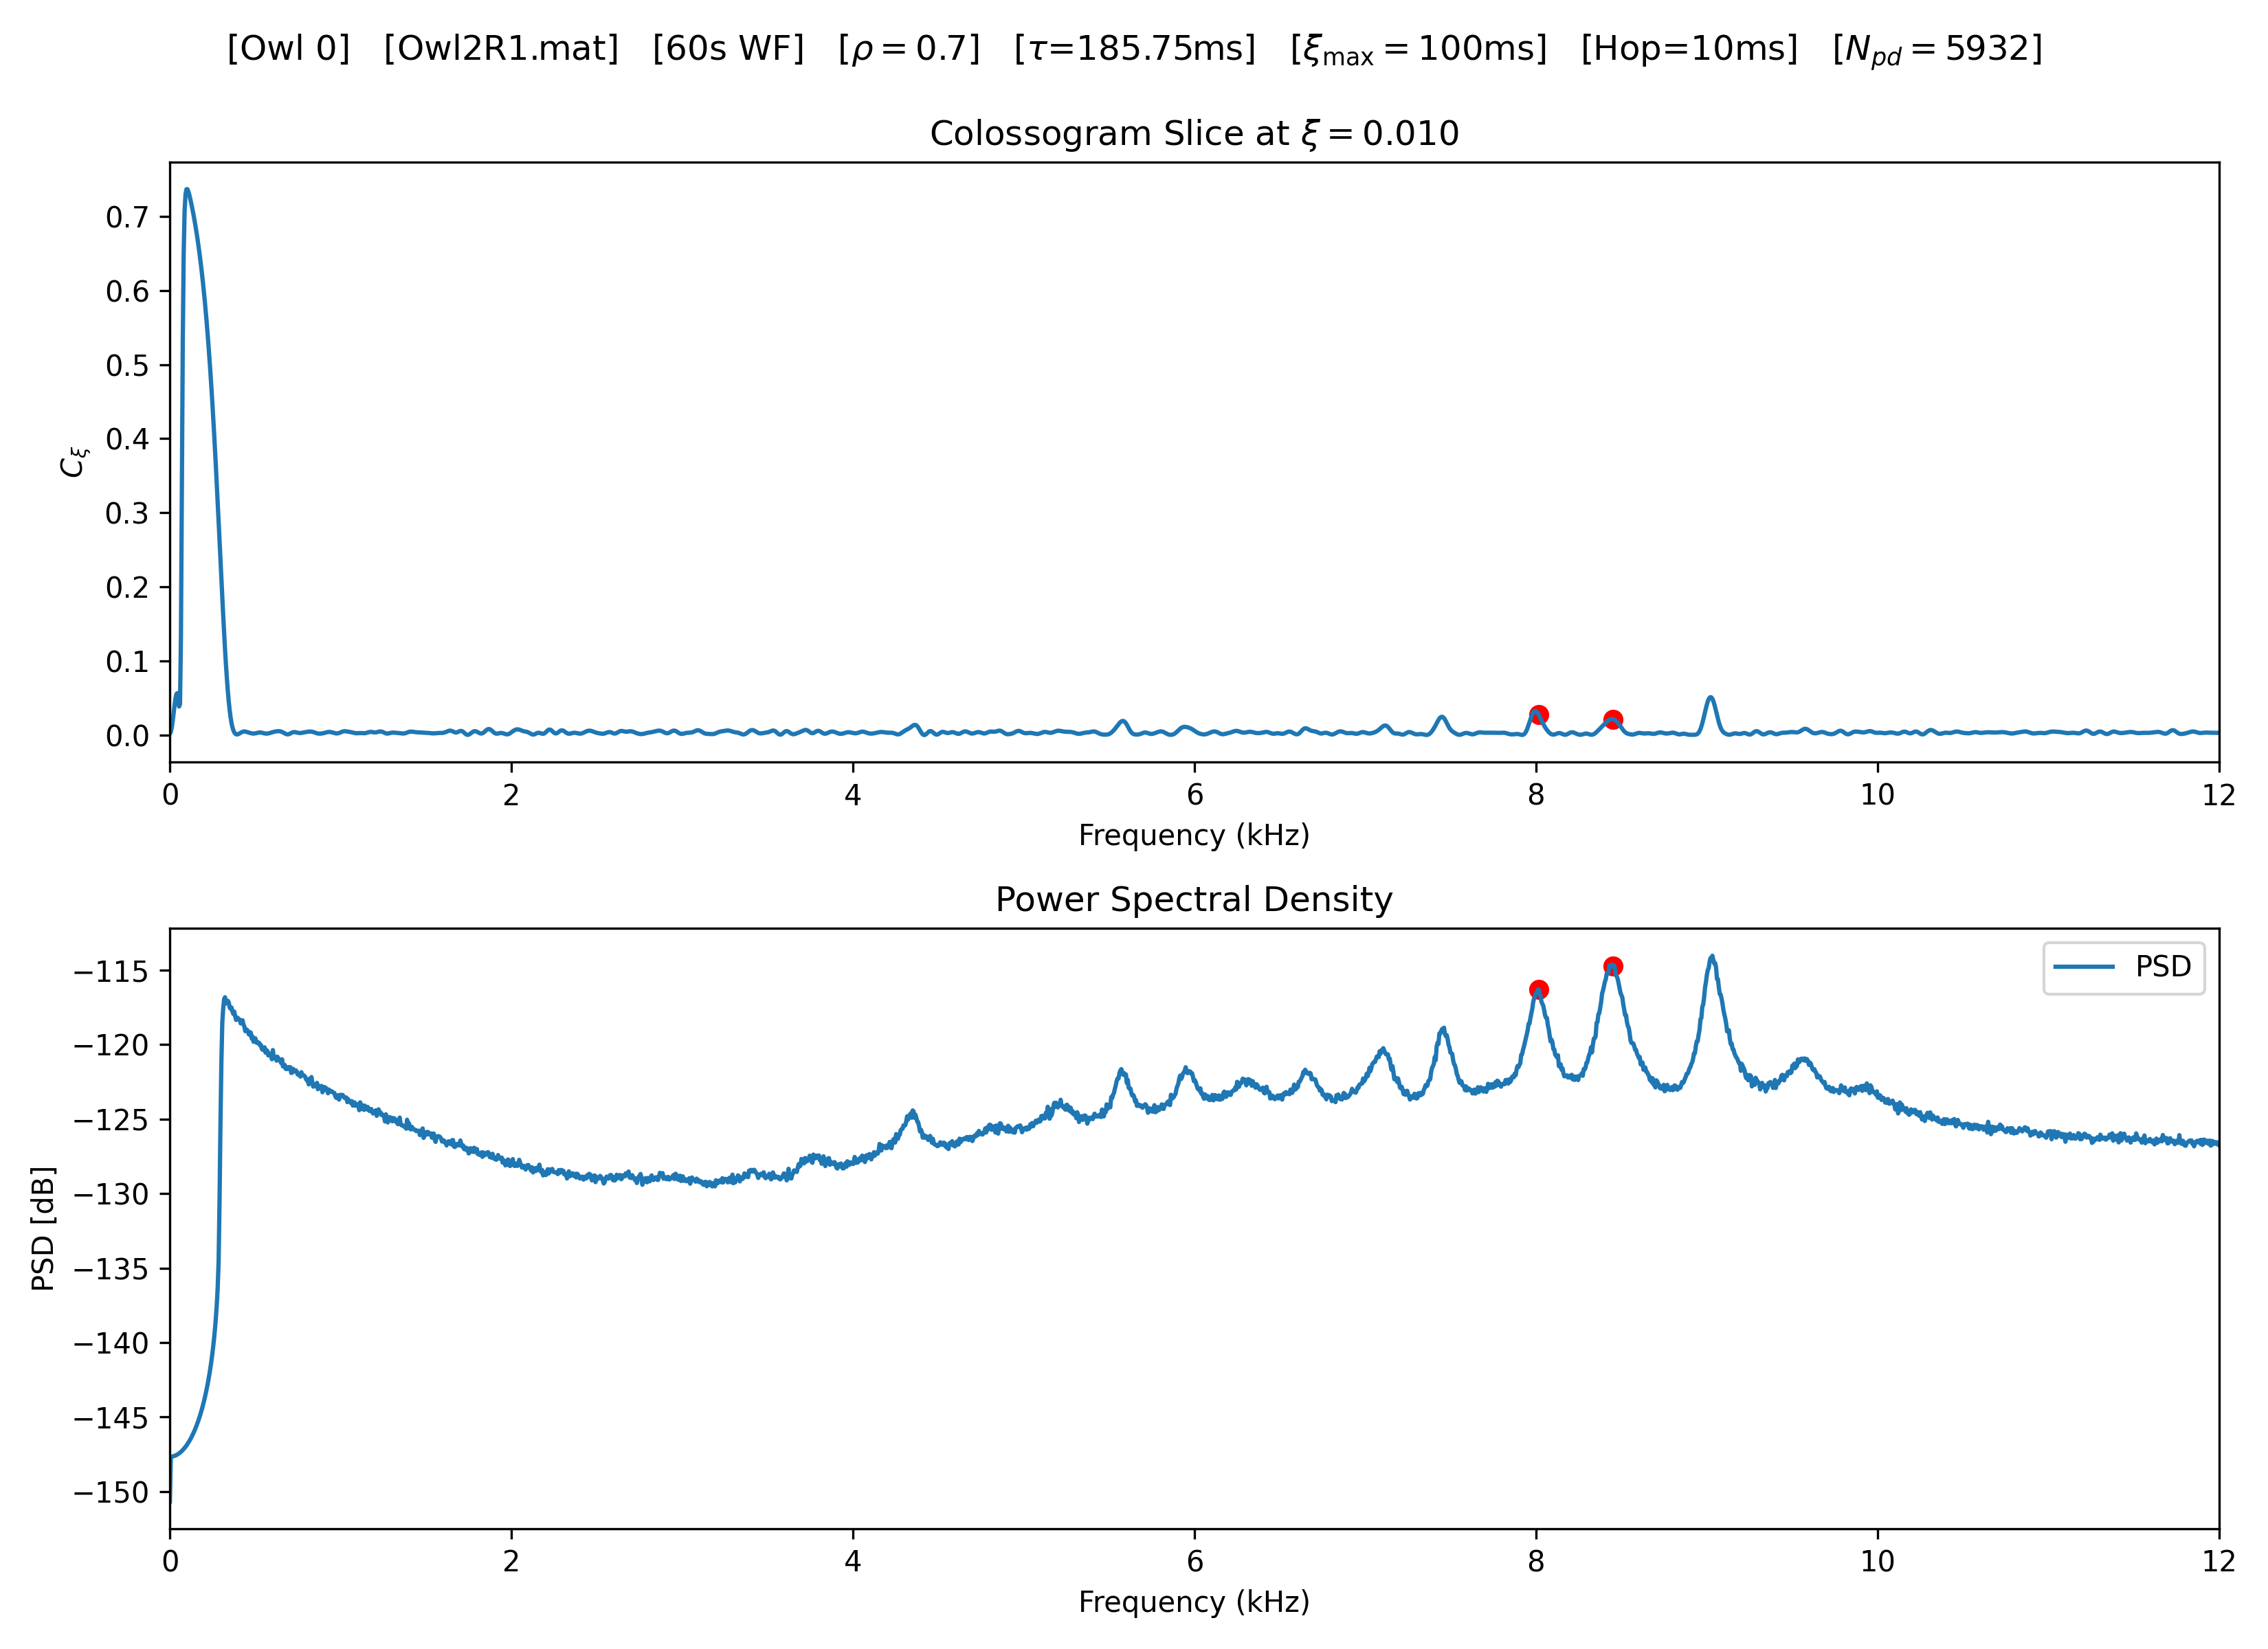 [Owl 0] [Owl2R1.mat] [60s WF] [ρ = 0.7] [τ=185.75ms] [ξmax = 100ms] [Hop=10ms] [Npd = 5932]
Colossogram Slice at ξ = 0.010
0.7
0.6
0.5
0.4
0.3
0.2
0.1
0.0
Cξ
0 2 4 6 8 10 12
Frequency (kHz)
Power Spectral Density
PSD
−115
−120
−125
−130
−135
−140
−145
−150
PSD [dB]
0 2 4 6 8 10 12
Frequency (kHz)